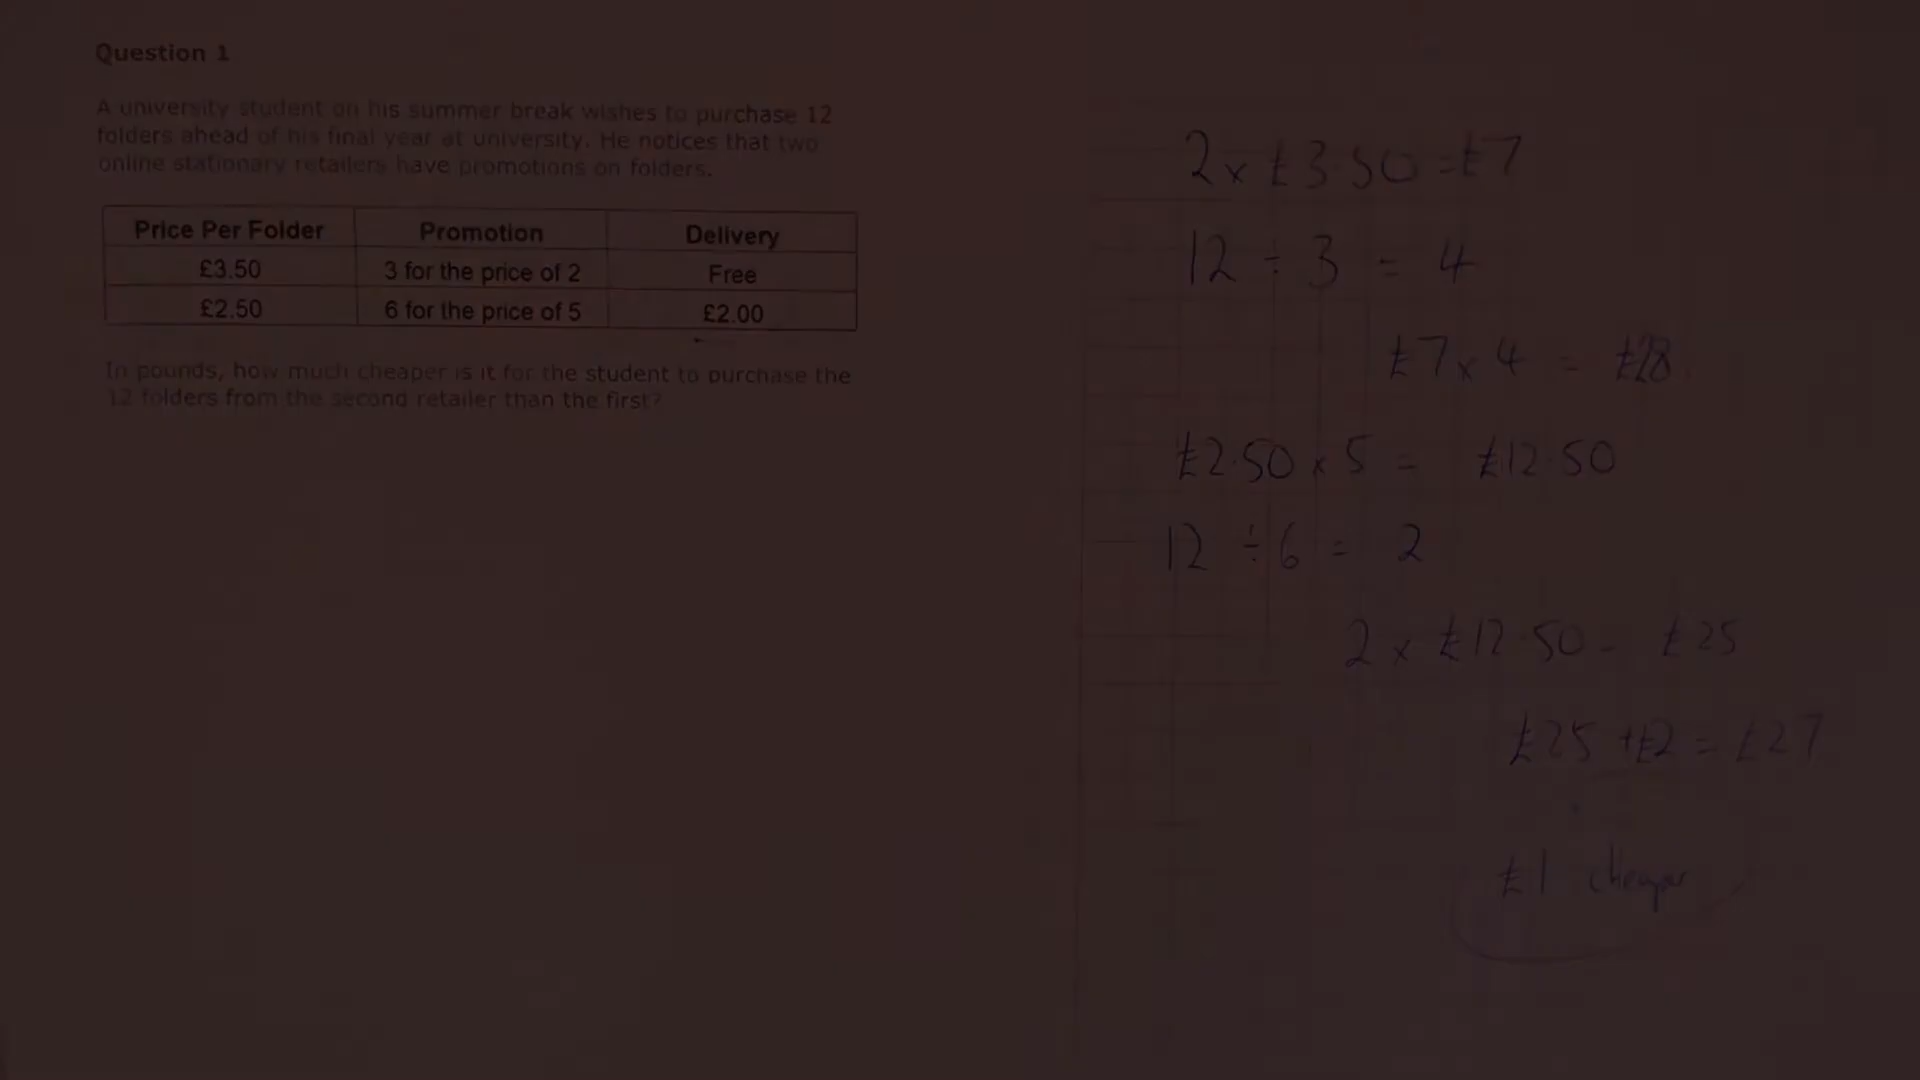 Question 1
A university student on his summer break wishes to purchase 12
folders ahead of his final year at university. He notices that two
online stationary retailers have promotions on folders.
Price Per Folder Promotion Delivery
£3.50 3 for the price of 2 Free
£2.50 6 for the price of 5 £2.00
In pounds, how much cheaper is it for the student to purchase the
12 folders from the second retailer than the first?
2 x £3.50 = £7
12 ÷ 3 = 4
£7 x 4 = £28
£2.50 x 5 = £12.50
12 ÷ 6 = 2
2 x £12.50 = £25
£25 + £2 = £27
£1 cheaper